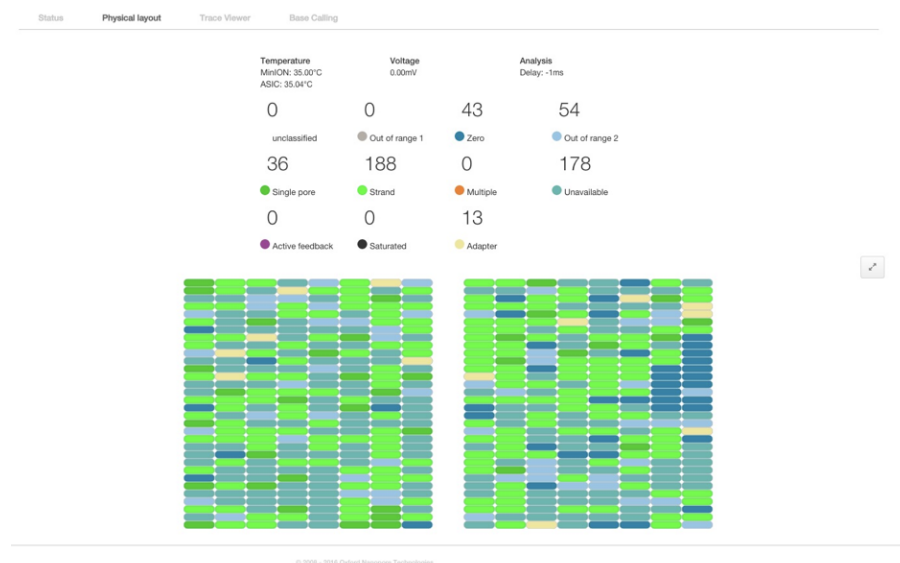 Status Physical layout Trace Viewer Base Calling
Temperature Voltage Analysis
MinION: 35.00°C 0.00mV Delay: -1ms
ASIC: 35.04°C
0 0 43 54
unclassified Out of range 1 Zero Out of range 2
36 188 0 178
Single pore Strand Multiple Unavailable
0 0 13
Active feedback Saturated Adapter